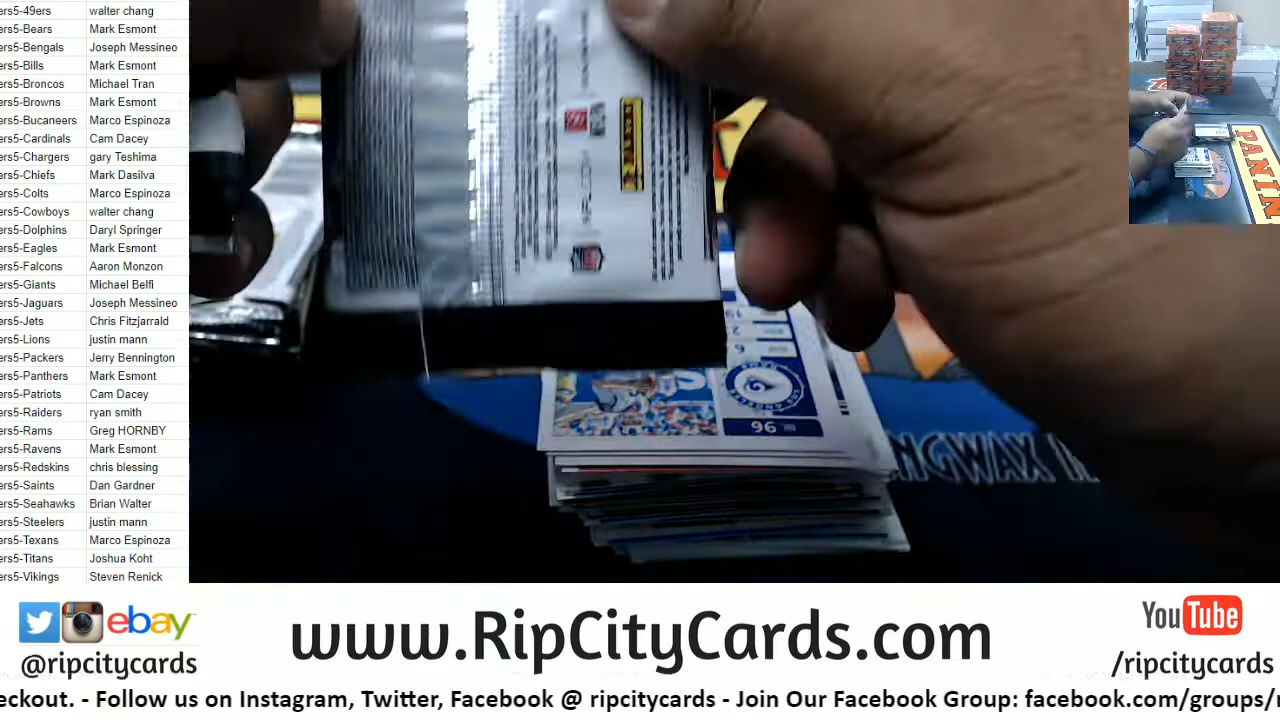 ers5-49ers walter chang
ers5-Bears Mark Esmont
ers5-Bengals Joseph Messineo
ers5-Bills Mark Esmont
ers5-Broncos Michael Tran
ers5-Browns Mark Esmont
ers5-Bucaneers Marco Espinoza
ers5-Cardinals Cam Dacey
ers5-Chargers gary Teshima
ers5-Chiefs Mark Dasilva
ers5-Colts Marco Espinoza
ers5-Cowboys walter chang
ers5-Dolphins Daryl Springer
ers5-Eagles Mark Esmont
ers5-Falcons Aaron Monzon
ers5-Giants Michael Belfi
ers5-Jaguars Joseph Messineo
ers5-Jets Chris Fitzjarrald
ers5-Lions justin mann
ers5-Packers Jerry Bennington
ers5-Panthers Mark Esmont
ers5-Patriots Cam Dacey
ers5-Raiders ryan smith
ers5-Rams Greg HORNBY
ers5-Ravens Mark Esmont
ers5-Redskins chris blessing
ers5-Saints Dan Gardner
ers5-Seahawks Brian Walter
ers5-Steelers justin mann
ers5-Texans Marco Espinoza
ers5-Titans Joshua Koht
ers5-Vikings Steven Renick
PANINI
PANINI
96
NGWAX
ebay
@ripcitycards
www.RipCityCards.com
YouTube
/ripcitycards
eckout. - Follow us on Instagram, Twitter, Facebook @ ripcitycards - Join Our Facebook Group: facebook.com/groups/r